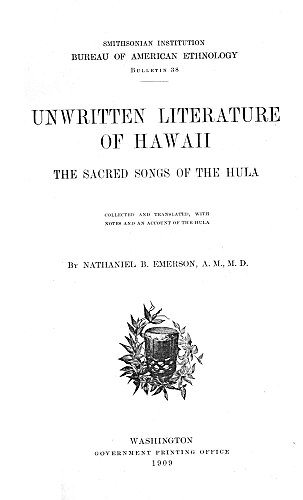 SMITHSONIAN INSTITUTION
BUREAU OF AMERICAN ETHNOLOGY
BULLETIN 38
UNWRITTEN LITERATURE
OF HAWAII
THE SACRED SONGS OF THE HULA
COLLECTED AND TRANSLATED, WITH
NOTES AND AN ACCOUNT OF THE HULA
BY NATHANIEL B. EMERSON, A. M., M. D.
WASHINGTON
GOVERNMENT PRINTING OFFICE
1909